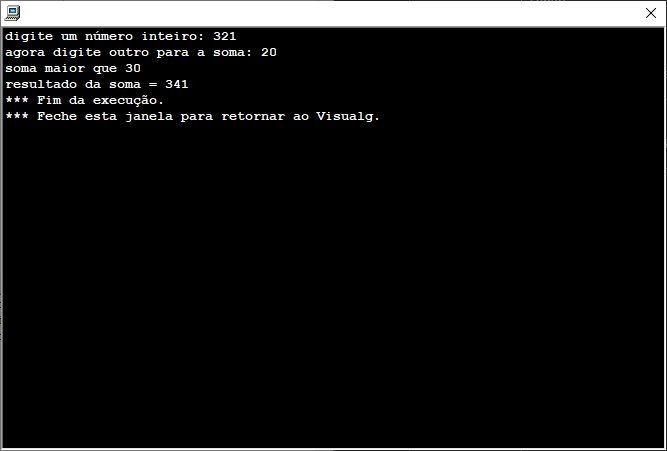 digite um número inteiro: 321
agora digite outro para a soma: 20
soma maior que 30
resultado da soma = 341
*** Fim da execução.
*** Feche esta janela para retornar ao Visualg.